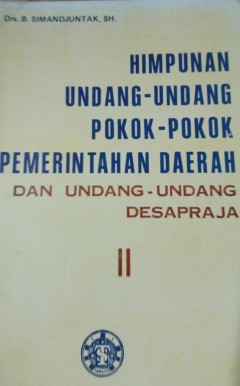 Drs. B. SIMANDJUNTAK, SH.
HIMPUNAN
UNDANG-UNDANG
POKOK-POKOK
PEMERINTAHAN DAERAH
DAN UNDANG-UNDANG
DESAPRAJA
II